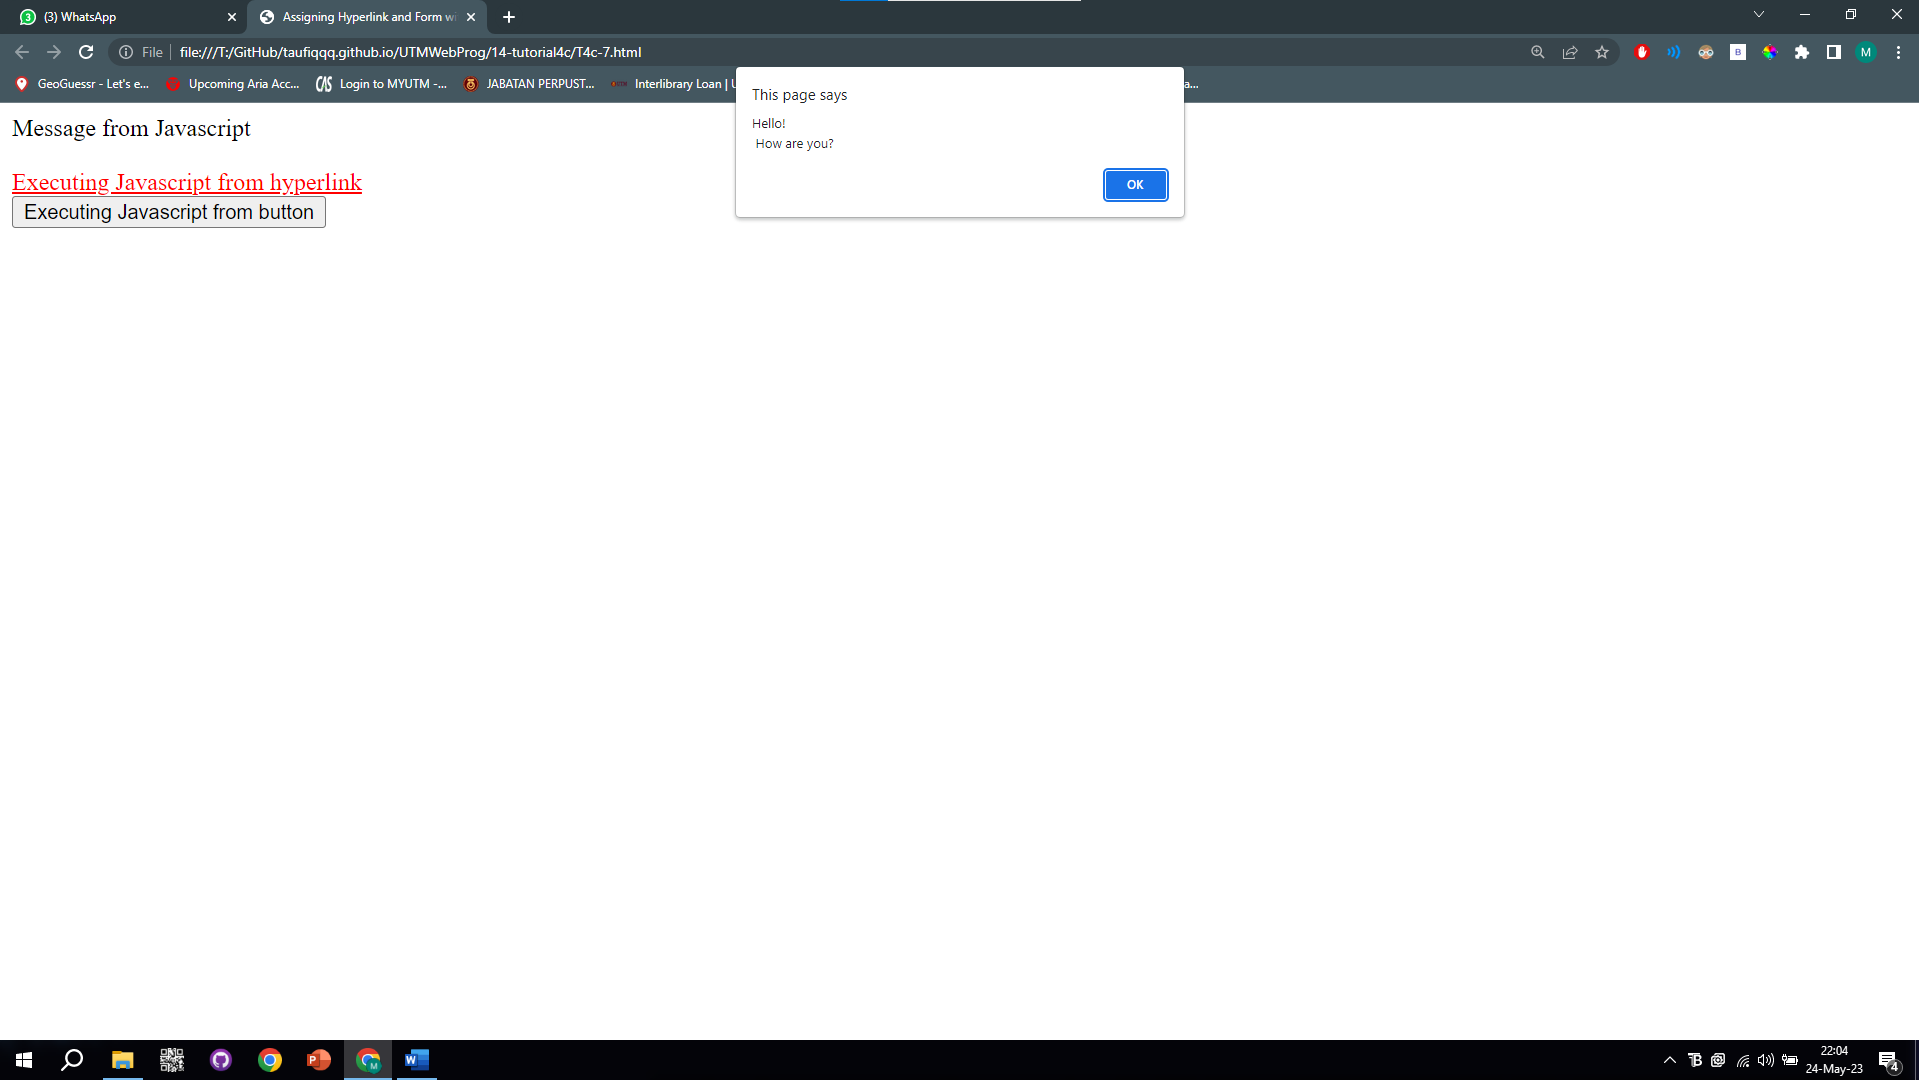 (3) WhatsApp
Assigning Hyperlink and Form wi
File
file:///T:/GitHub/taufiqqq.github.io/UTMWebProg/14-tutorial4c/T4c-7.html
M
GeoGuessr - Let's e...
Upcoming Aria Acc...
Login to MYUTM -...
JABATAN PERPUST...
Interlibrary Loan | U
a...
This page says
Hello!
How are you?
OK
Message from Javascript
Executing Javascript from hyperlink
Executing Javascript from button
22:04
24-May-23
4